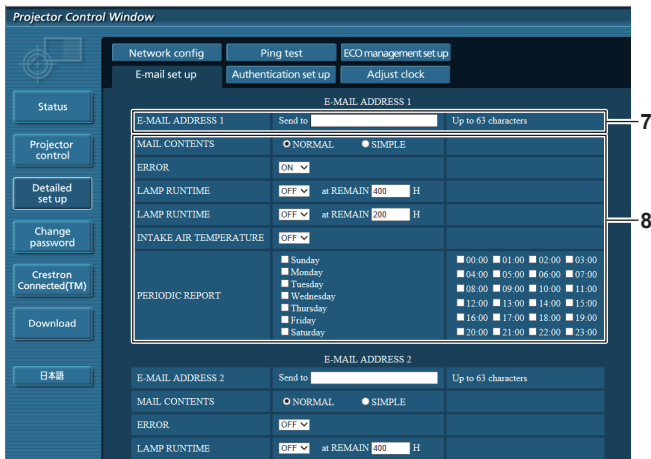 Projector Control Window
Network config Ping test ECO management set up
E-mail set up Authentication set up Adjust clock
Status
Projector control
Detailed set up
Change password
Crestron Connected(TM)
Download
日本語
E-MAIL ADDRESS 1
E-MAIL ADDRESS 1 Send to Up to 63 characters
7
MAIL CONTENTS NORMAL SIMPLE
ERROR ON
LAMP RUNTIME OFF at REMAIN 400 H
LAMP RUNTIME OFF at REMAIN 200 H
8
INTAKE AIR TEMPERATURE OFF
PERIODIC REPORT
Sunday 00:00 01:00 02:00 03:00
Monday 04:00 05:00 06:00 07:00
Tuesday 08:00 09:00 10:00 11:00
Wednesday
Thursday 12:00 13:00 14:00 15:00
Friday 16:00 17:00 18:00 19:00
Saturday 20:00 21:00 22:00 23:00
E-MAIL ADDRESS 2
E-MAIL ADDRESS 2 Send to Up to 63 characters
MAIL CONTENTS NORMAL SIMPLE
ERROR OFF
LAMP RUNTIME OFF at REMAIN 400 H